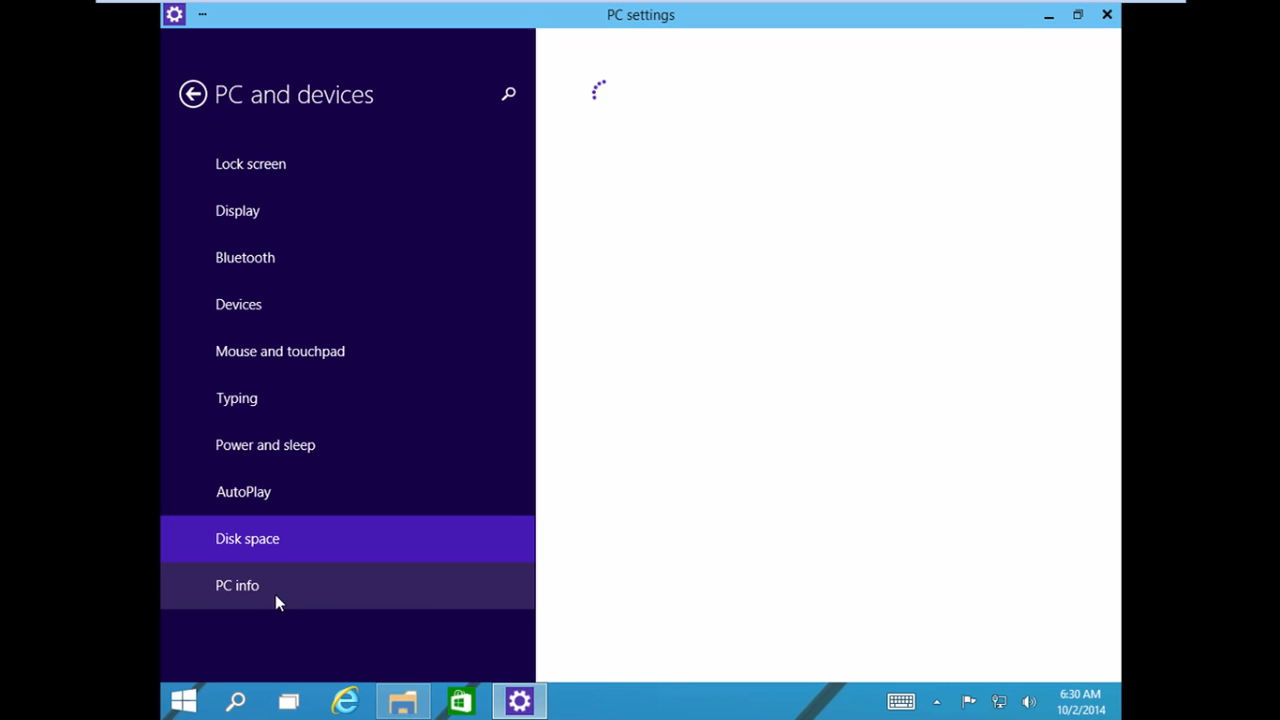 PC settings
PC and devices
Lock screen
Display
Bluetooth
Devices
Mouse and touchpad
Typing
Power and sleep
AutoPlay
Disk space
PC info
6:30 AM
10/2/2014